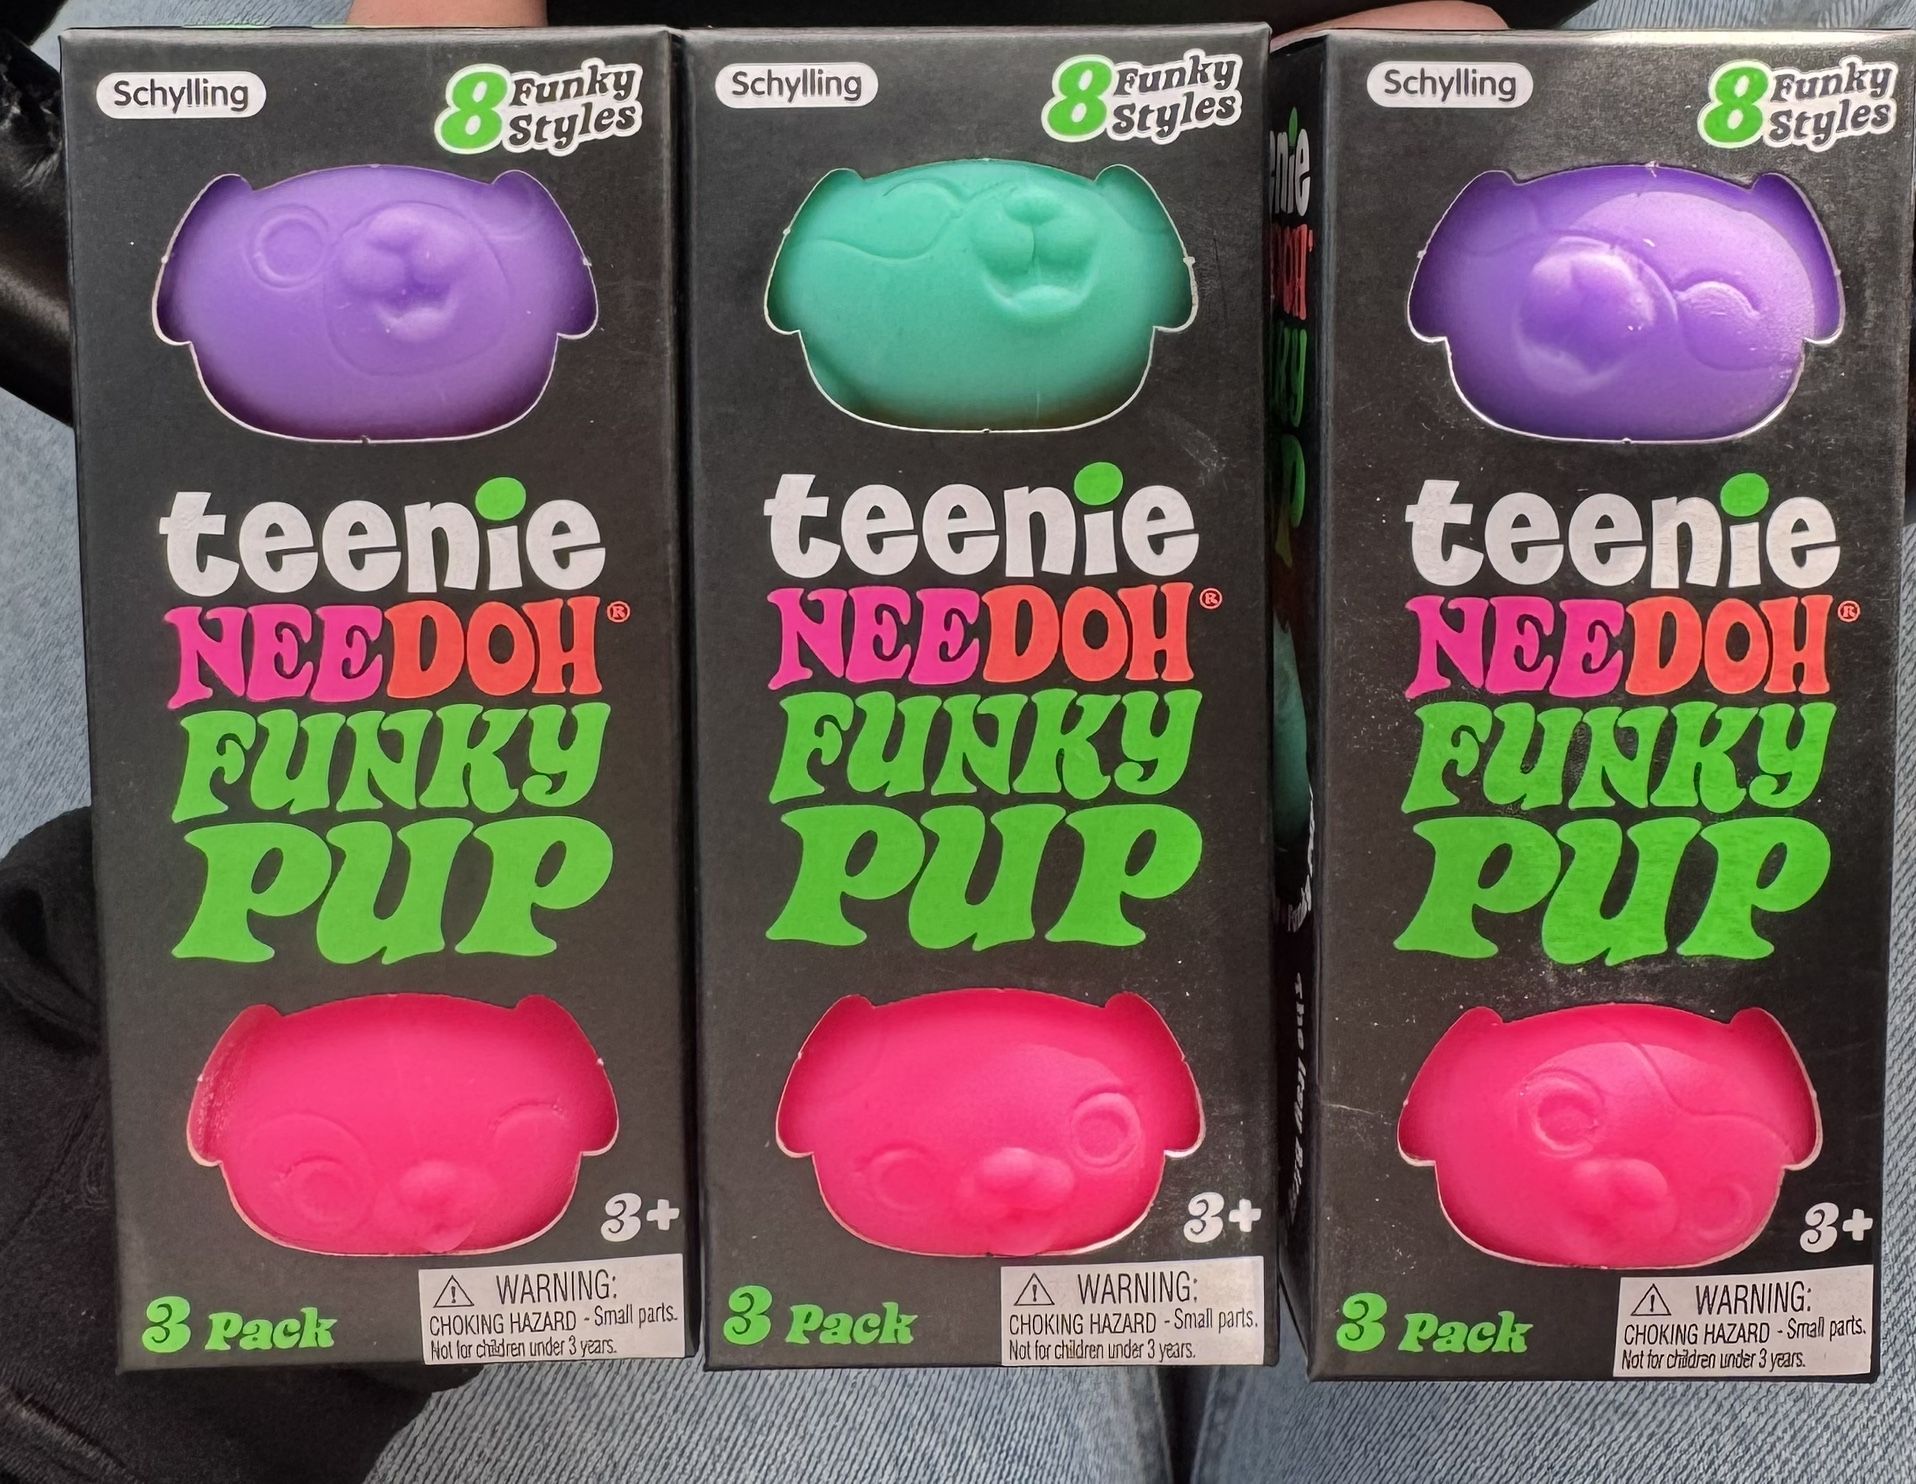 Schylling
8 Funky
Styles
teenie
NEEDOH®
FUNKY
PUP
3+
3 Pack
⚠ WARNING:
CHOKING HAZARD - Small parts.
Not for children under 3 years.
Schylling
8 Funky
Styles
teenie
NEEDOH®
FUNKY
PUP
3+
3 Pack
⚠ WARNING:
CHOKING HAZARD - Small parts.
Not for children under 3 years.
Schylling
8 Funky
Styles
teenie
NEEDOH®
FUNKY
PUP
3+
3 Pack
⚠ WARNING:
CHOKING HAZARD - Small parts.
Not for children under 3 years.